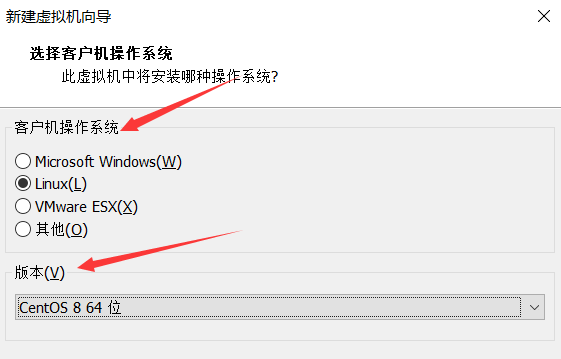 新建虚拟机向导
选择客户机操作系统
此虚拟机中将安装哪种操作系统?
客户机操作系统
Microsoft Windows(W)
Linux(L)
VMware ESX(X)
其他(O)
版本(V)
CentOS 8 64 位